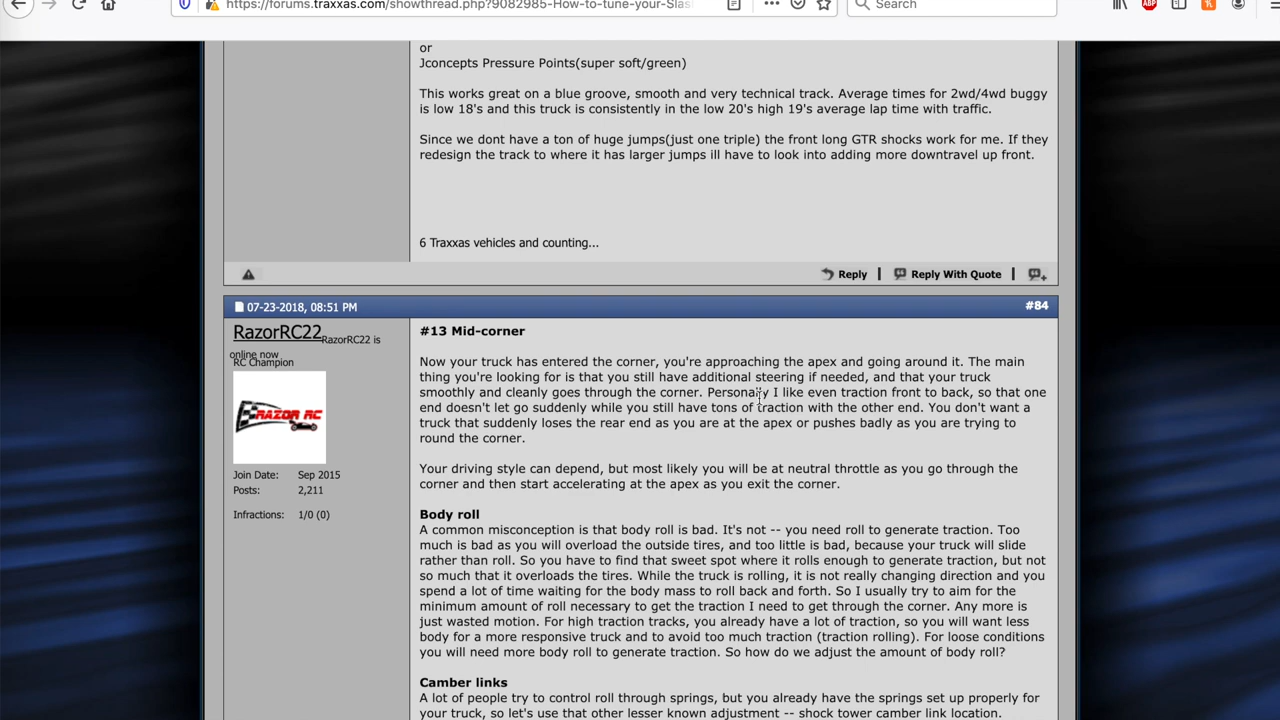 https://forums.traxxas.com/showthread.php?9082985-How-to-tune-your-Slas
Search
ABP
or
Jconcepts Pressure Points(super soft/green)
This works great on a blue groove, smooth and very technical track. Average times for 2wd/4wd buggy
is low 18's and this truck is consistently in the low 20's high 19's average lap time with traffic.
Since we dont have a ton of huge jumps(just one triple) the front long GTR shocks work for me. If they
redesign the track to where it has larger jumps ill have to look into adding more downtravel up front.
6 Traxxas vehicles and counting...
Reply | Reply With Quote |
07-23-2018, 08:51 PM #84
RazorRC22 RazorRC22 is
online now
RC Champion
RAZOR RC
Join Date: Sep 2015
Posts: 2,211
Infractions: 1/0 (0)
#13 Mid-corner
Now your truck has entered the corner, you're approaching the apex and going around it. The main
thing you're looking for is that you still have additional steering if needed, and that your truck
smoothly and cleanly goes through the corner. Personally I like even traction front to back, so that one
end doesn't let go suddenly while you still have tons of traction with the other end. You don't want a
truck that suddenly loses the rear end as you are at the apex or pushes badly as you are trying to
round the corner.
Your driving style can depend, but most likely you will be at neutral throttle as you go through the
corner and then start accelerating at the apex as you exit the corner.
Body roll
A common misconception is that body roll is bad. It's not -- you need roll to generate traction. Too
much is bad as you will overload the outside tires, and too little is bad, because your truck will slide
rather than roll. So you have to find that sweet spot where it rolls enough to generate traction, but not
so much that it overloads the tires. While the truck is rolling, it is not really changing direction and you
spend a lot of time waiting for the body mass to roll back and forth. So I usually try to aim for the
minimum amount of roll necessary to get the traction I need to get through the corner. Any more is
just wasted motion. For high traction tracks, you already have a lot of traction, so you will want less
body for a more responsive truck and to avoid too much traction (traction rolling). For loose conditions
you will need more body roll to generate traction. So how do we adjust the amount of body roll?
Camber links
A lot of people try to control roll through springs, but you already have the springs set up properly for
your truck, so let's use that other lesser known adjustment -- shock tower camber link location.